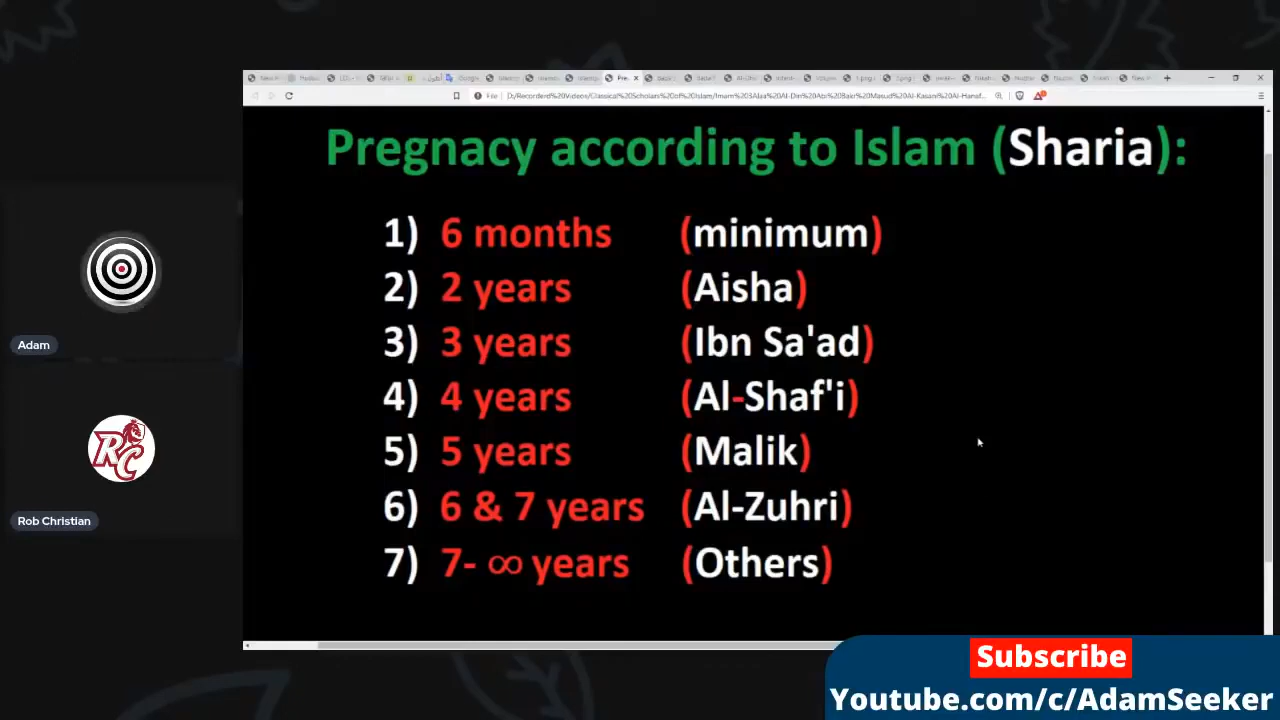 Pregnacy according to Islam (Sharia):
1) 6 months (minimum)
2) 2 years (Aisha)
3) 3 years (Ibn Sa'ad)
4) 4 years (Al-Shaf'i)
5) 5 years (Malik)
6) 6 & 7 years (Al-Zuhri)
7) 7- ∞ years (Others)
Adam
RC
Rob Christian
Subscribe
Youtube.com/c/AdamSeeker